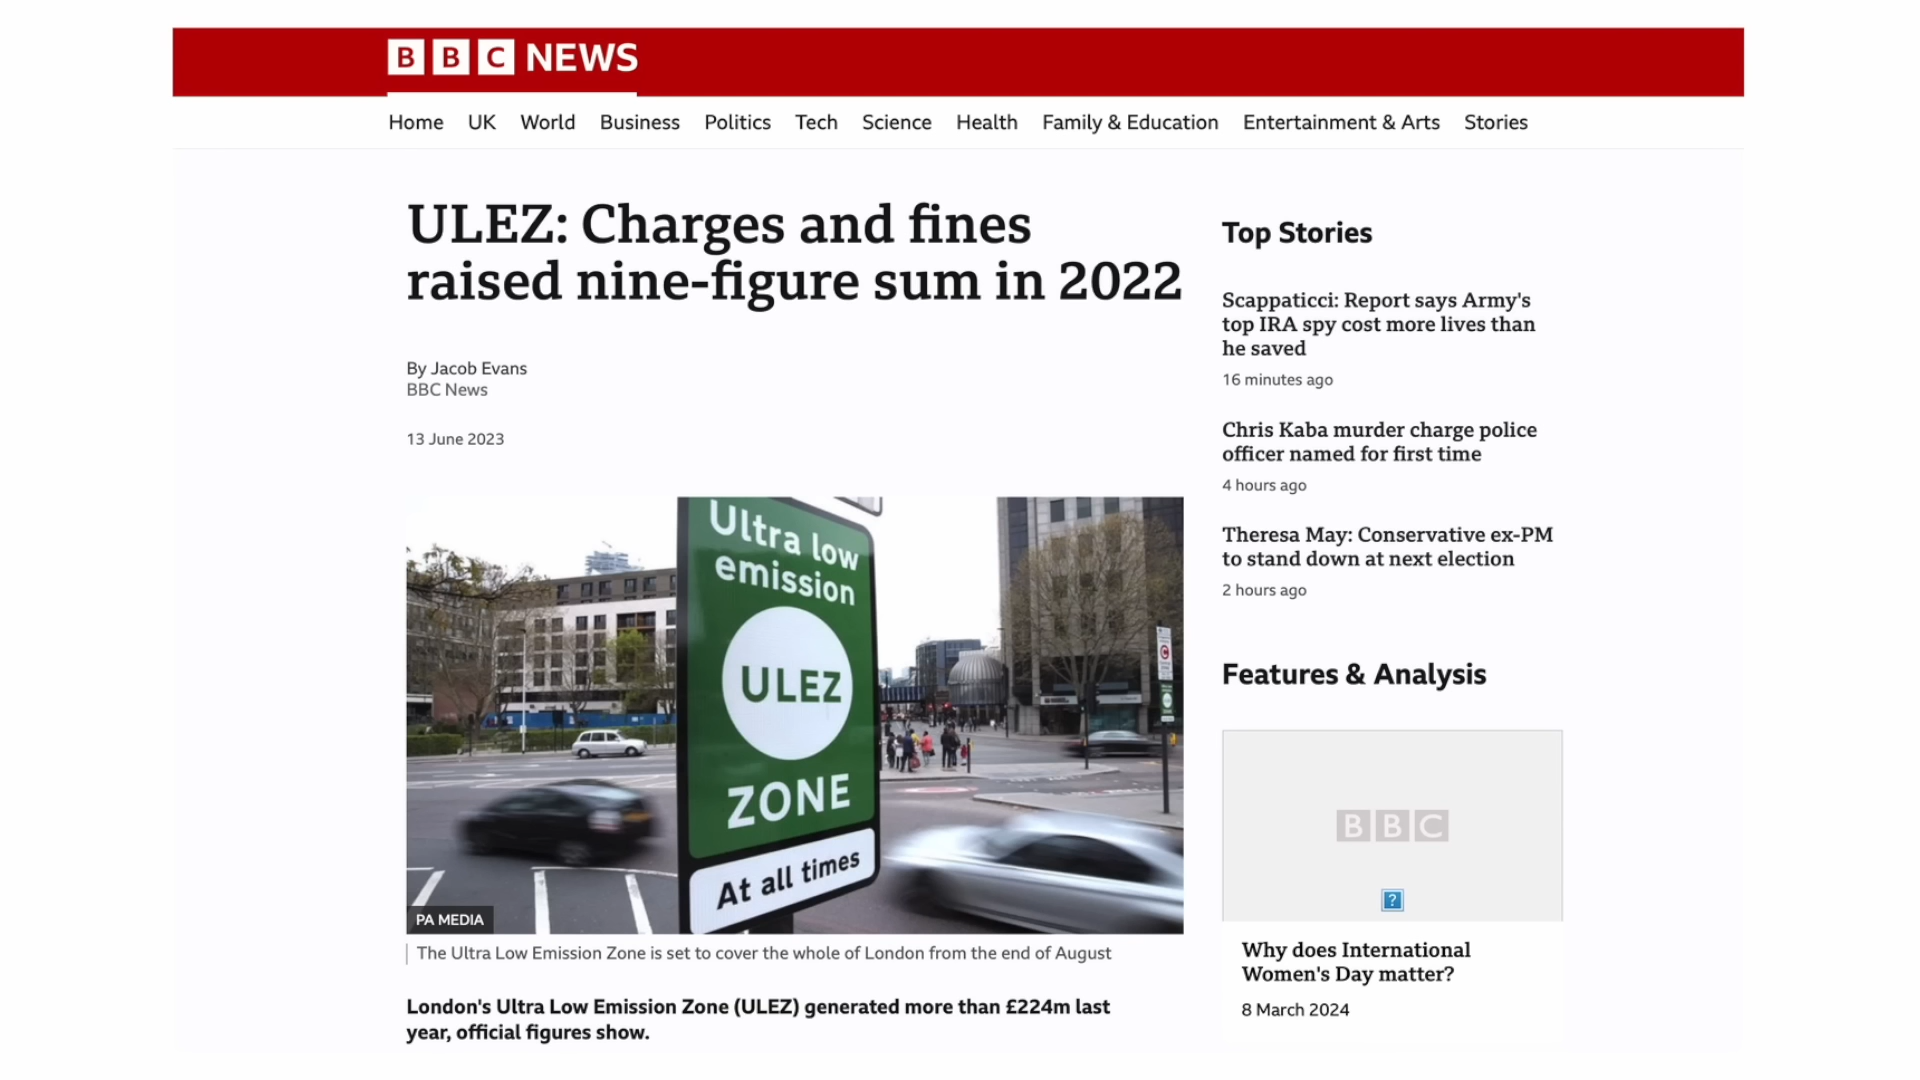 BBC NEWS
Home UK World Business Politics Tech Science Health Family & Education Entertainment & Arts Stories
ULEZ: Charges and fines
raised nine-figure sum in 2022
By Jacob Evans
BBC News
13 June 2023
Ultra low
emission
ULEZ
ZONE
At all times
PA MEDIA
The Ultra Low Emission Zone is set to cover the whole of London from the end of August
London's Ultra Low Emission Zone (ULEZ) generated more than £224m last
year, official figures show.
Top Stories
Scappaticci: Report says Army's
top IRA spy cost more lives than
he saved
16 minutes ago
Chris Kaba murder charge police
officer named for first time
4 hours ago
Theresa May: Conservative ex-PM
to stand down at next election
2 hours ago
Features & Analysis
BBC
?
Why does International
Women's Day matter?
8 March 2024